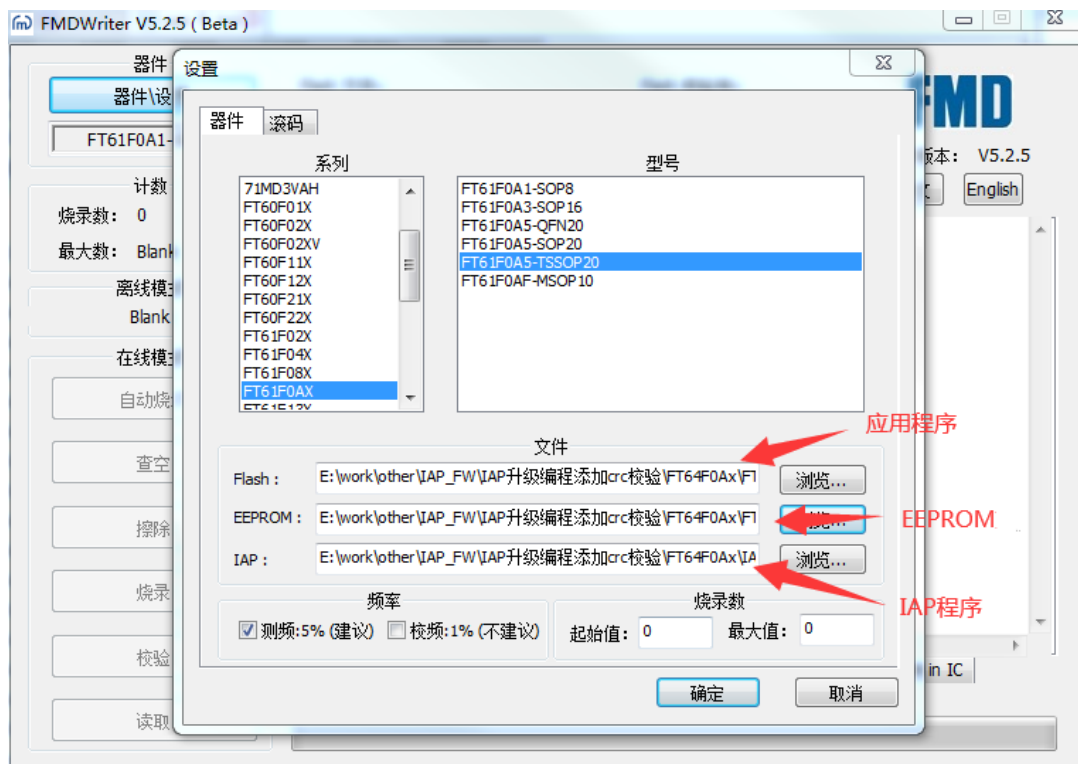 FMDWriter V5.2.5 ( Beta )
器件
器件\设
FT61F0A1-
计数
烧录数： 0
最大数： Blank
离线模
Blank
在线模
自动烧
查空
擦除
烧录
校验
读取
设置
器件 滚码
系列
71MD3VAH
FT60F01X
FT60F02X
FT60F02XV
FT60F11X
FT60F12X
FT60F21X
FT60F22X
FT61F02X
FT61F04X
FT61F08X
FT61F0AX
FT61F13X
型号
FT61F0A1-SOP8
FT61F0A3-SOP16
FT61F0A5-QFN20
FT61F0A5-SOP20
FT61F0A5-TSSOP20
FT61F0AF-MSOP10
文件
Flash : E:\work\other\IAP_FW\IAP升级编程添加crc校验\FT64F0Ax\FT 浏览...
EEPROM : E:\work\other\IAP_FW\IAP升级编程添加crc校验\FT64F0Ax\FT
IAP : E:\work\other\IAP_FW\IAP升级编程添加crc校验\FT64F0Ax\IA 浏览...
应用程序
EEPROM
IAP程序
频率
测频:5% (建议) 校频:1% (不建议)
烧录数
起始值: 0 最大值: 0
确定 取消
FMD
版本： V5.2.5
English
in IC